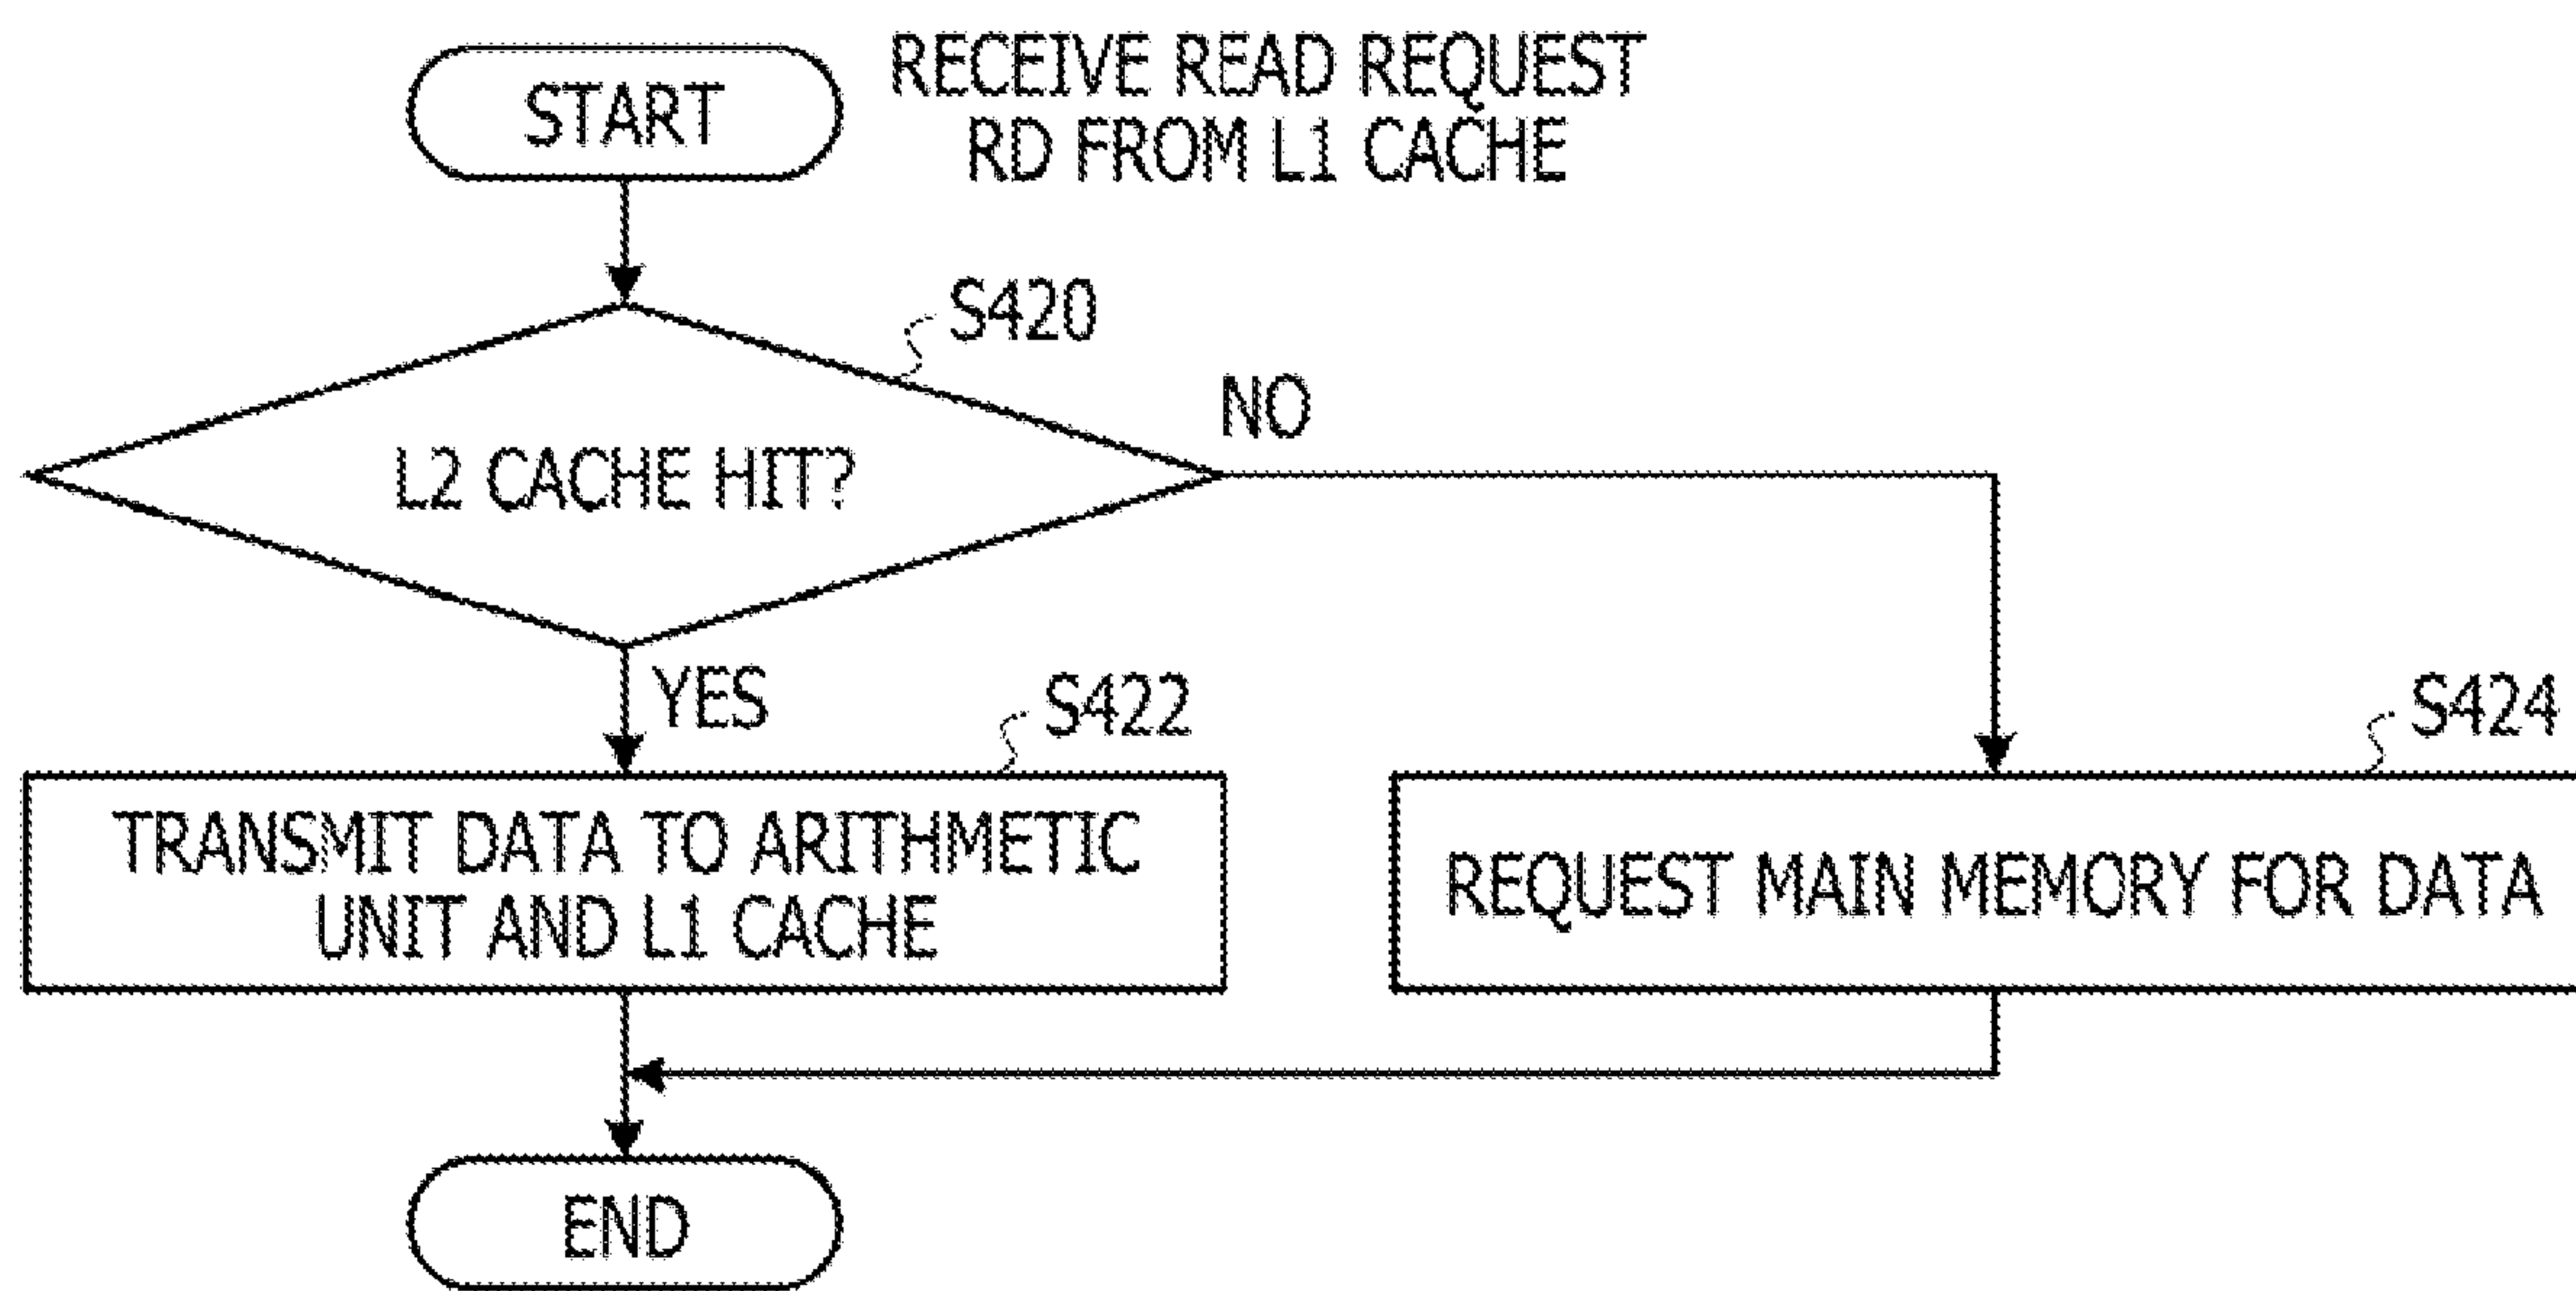 START
RECEIVE READ REQUEST
RD FROM L1 CACHE
S420
L2 CACHE HIT?
NO
YES
S422
TRANSMIT DATA TO ARITHMETIC
UNIT AND L1 CACHE
S424
REQUEST MAIN MEMORY FOR DATA
END